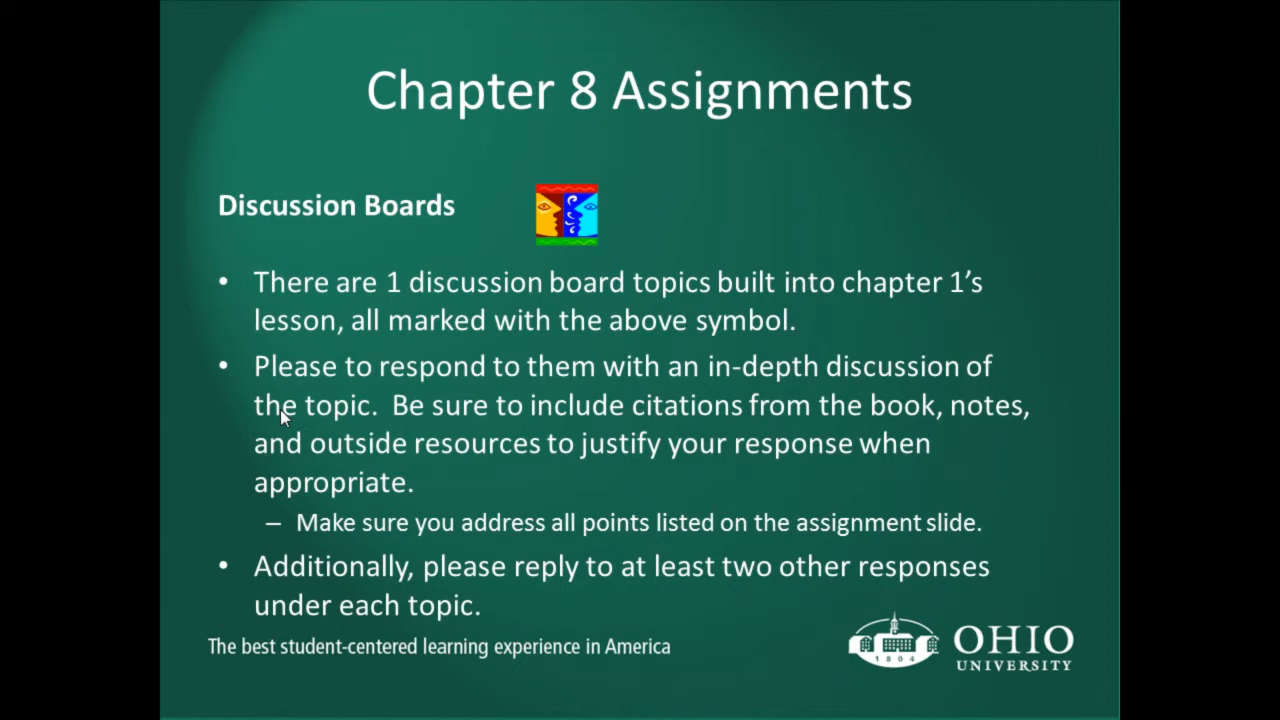 Chapter 8 Assignments
Discussion Boards
• There are 1 discussion board topics built into chapter 1’s
lesson, all marked with the above symbol.
• Please to respond to them with an in-depth discussion of
the topic.  Be sure to include citations from the book, notes,
and outside resources to justify your response when
appropriate.
– Make sure you address all points listed on the assignment slide.
• Additionally, please reply to at least two other responses
under each topic.
The best student-centered learning experience in America
1804
OHIO
UNIVERSITY